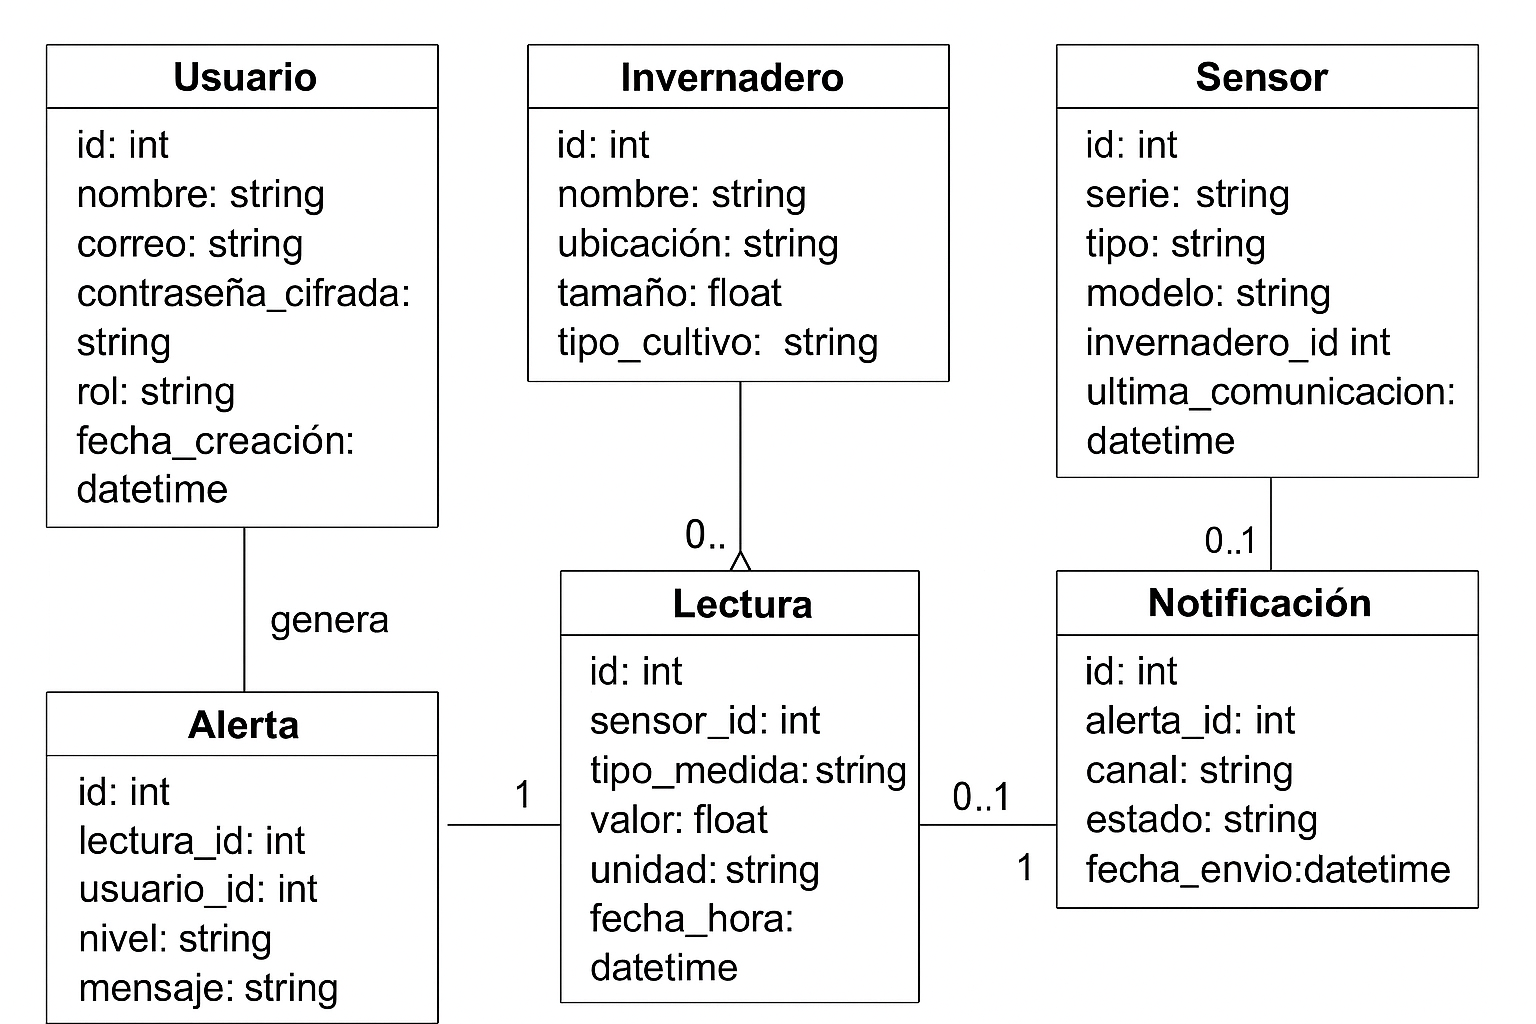 Usuario
id: int
nombre: string
correo: string
contraseña_cifrada:
string
rol: string
fecha_creación:
datetime
Invernadero
id: int
nombre: string
ubicación: string
tamaño: float
tipo_cultivo: string
Sensor
id: int
serie: string
tipo: string
modelo: string
invernadero_id int
ultima_comunicacion:
datetime
genera
0..
0..1
Alerta
id: int
lectura_id: int
usuario_id: int
nivel: string
mensaje: string
1
Lectura
id: int
sensor_id: int
tipo_medida: string
valor: float
unidad: string
fecha_hora:
datetime
0..1
1
Notificación
id: int
alerta_id: int
canal: string
estado: string
fecha_envio:datetime